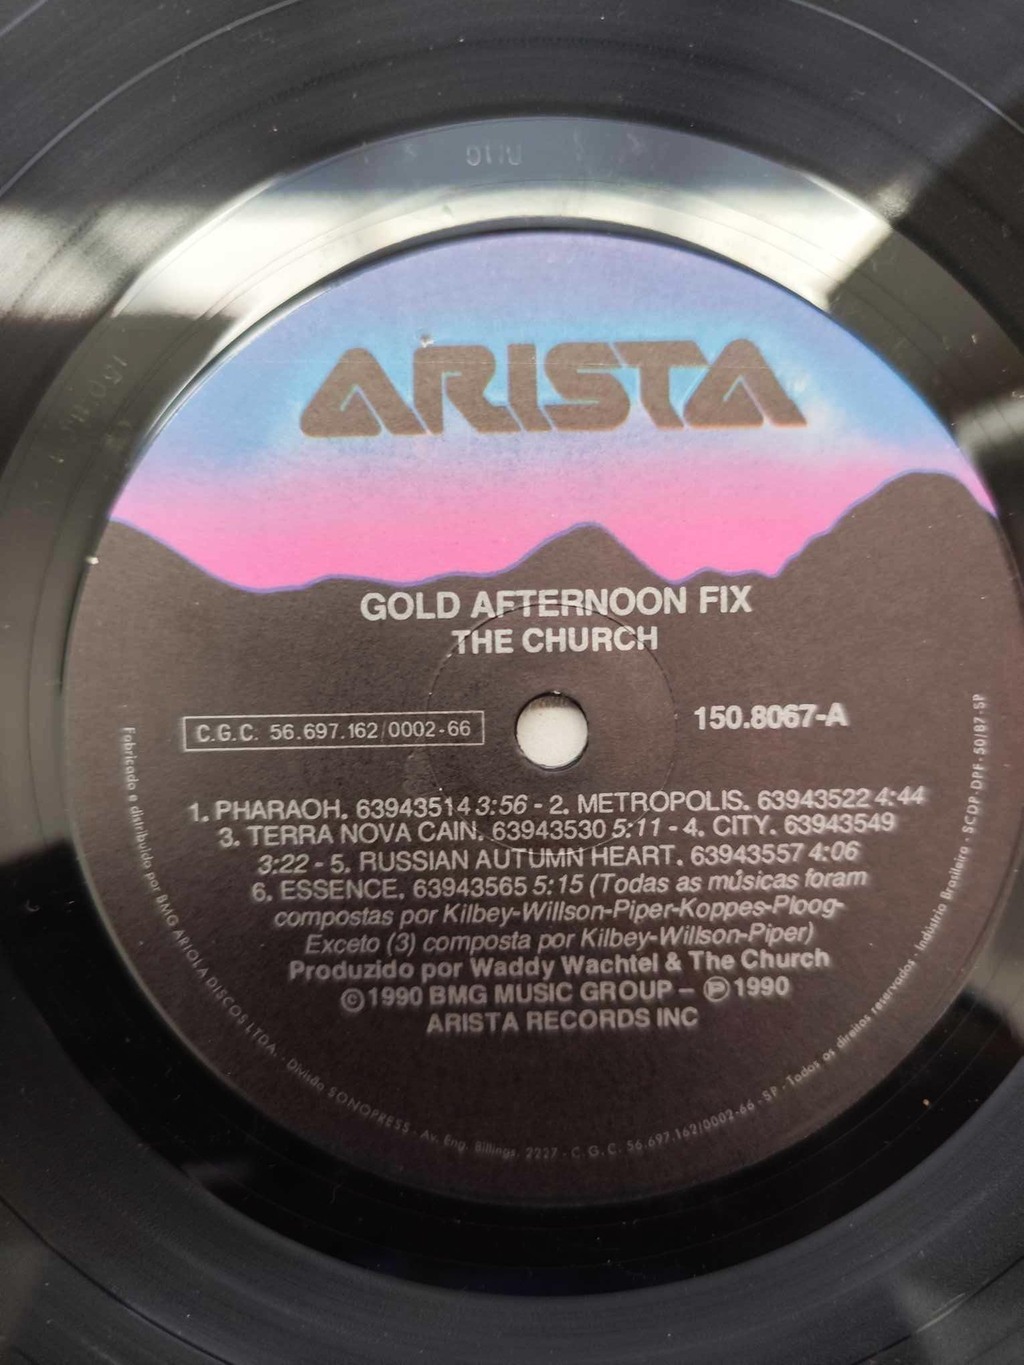 ARISTA
GOLD AFTERNOON FIX
THE CHURCH
C.G.C. 56.697.162/0002-66
150.8067-A
1. PHARAOH. 63943514 3:56 - 2. METROPOLIS. 63943522 4:44
3. TERRA NOVA CAIN. 63943530 5:11 - 4. CITY. 63943549
3:22 - 5. RUSSIAN AUTUMN HEART. 63943557 4:06
6. ESSENCE. 63943565 5:15 (Todas as músicas foram
compostas por Kilbey-Willson-Piper-Koppes-Ploog-
Exceto (3) composta por Kilbey-Willson-Piper)
Produzido por Waddy Wachtel & The Church
©1990 BMG MUSIC GROUP – ℗1990
ARISTA RECORDS INC
Fabricado e distribuído por BMG ARIOLA DISCOS LTDA. - Divisão SONOPRESS - Av. Eng. Billings, 2227 - C.G.C. 56.697.162/0002-66 - SP - Todos os direitos reservados - Indústria Brasileira - SCDP-DPF-50/87-SP